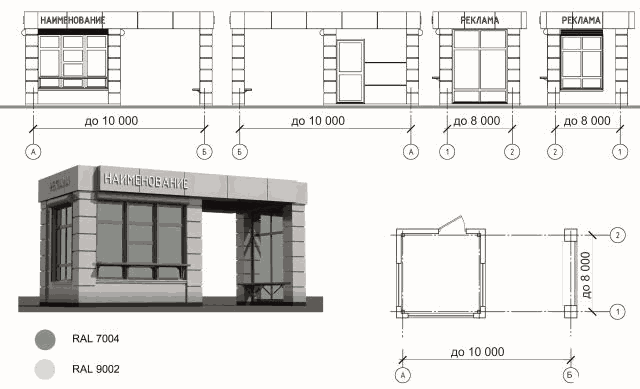 НАИМЕНОВАНИЕ
РЕКЛАМА
РЕКЛАМА
до 10 000
до 10 000
до 8 000
до 8 000
А
Б
Б
А
1
2
2
1
РЕКЛАМА
НАИМЕНОВАНИЕ
2
до 8 000
1
RAL 7004
до 10 000
RAL 9002
А
Б